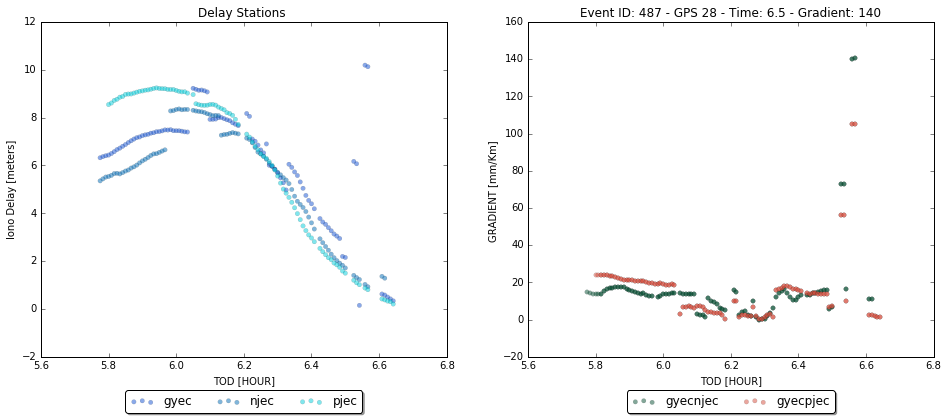 Delay Stations
Iono Delay [meters]
12
10
8
6
4
2
0
−2
5.6
5.8
6.0
6.2
6.4
6.6
6.8
TOD [HOUR]
gyec
njec
pjec
Event ID: 487 - GPS 28 - Time: 6.5 - Gradient: 140
GRADIENT [mm/Km]
160
140
120
100
80
60
40
20
0
−20
5.6
5.8
6.0
6.2
6.4
6.6
6.8
TOD [HOUR]
gyecnjec
gyecpjec